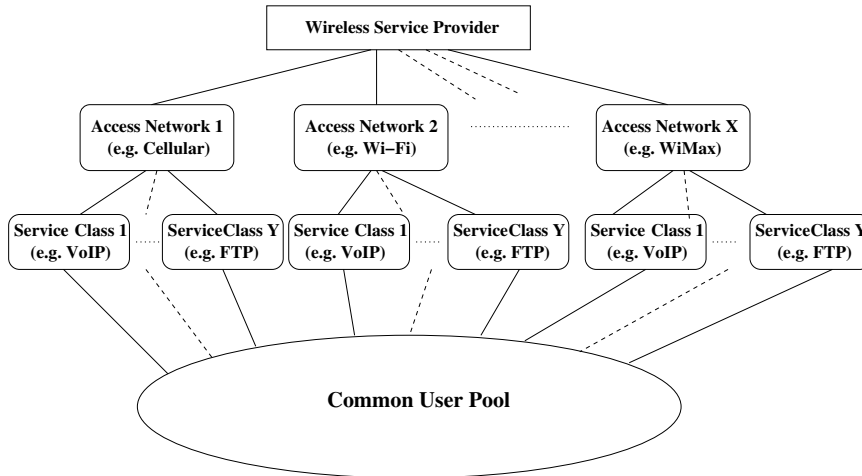 Wireless Service Provider
Access Network 1
(e.g. Cellular)
Access Network 2
(e.g. Wi-Fi)
Access Network X
(e.g. WiMax)
Service Class 1
(e.g. VoIP)
ServiceClass Y
(e.g. FTP)
Service Class 1
(e.g. VoIP)
ServiceClass Y
(e.g. FTP)
Service Class 1
(e.g. VoIP)
ServiceClass Y
(e.g. FTP)
Common User Pool